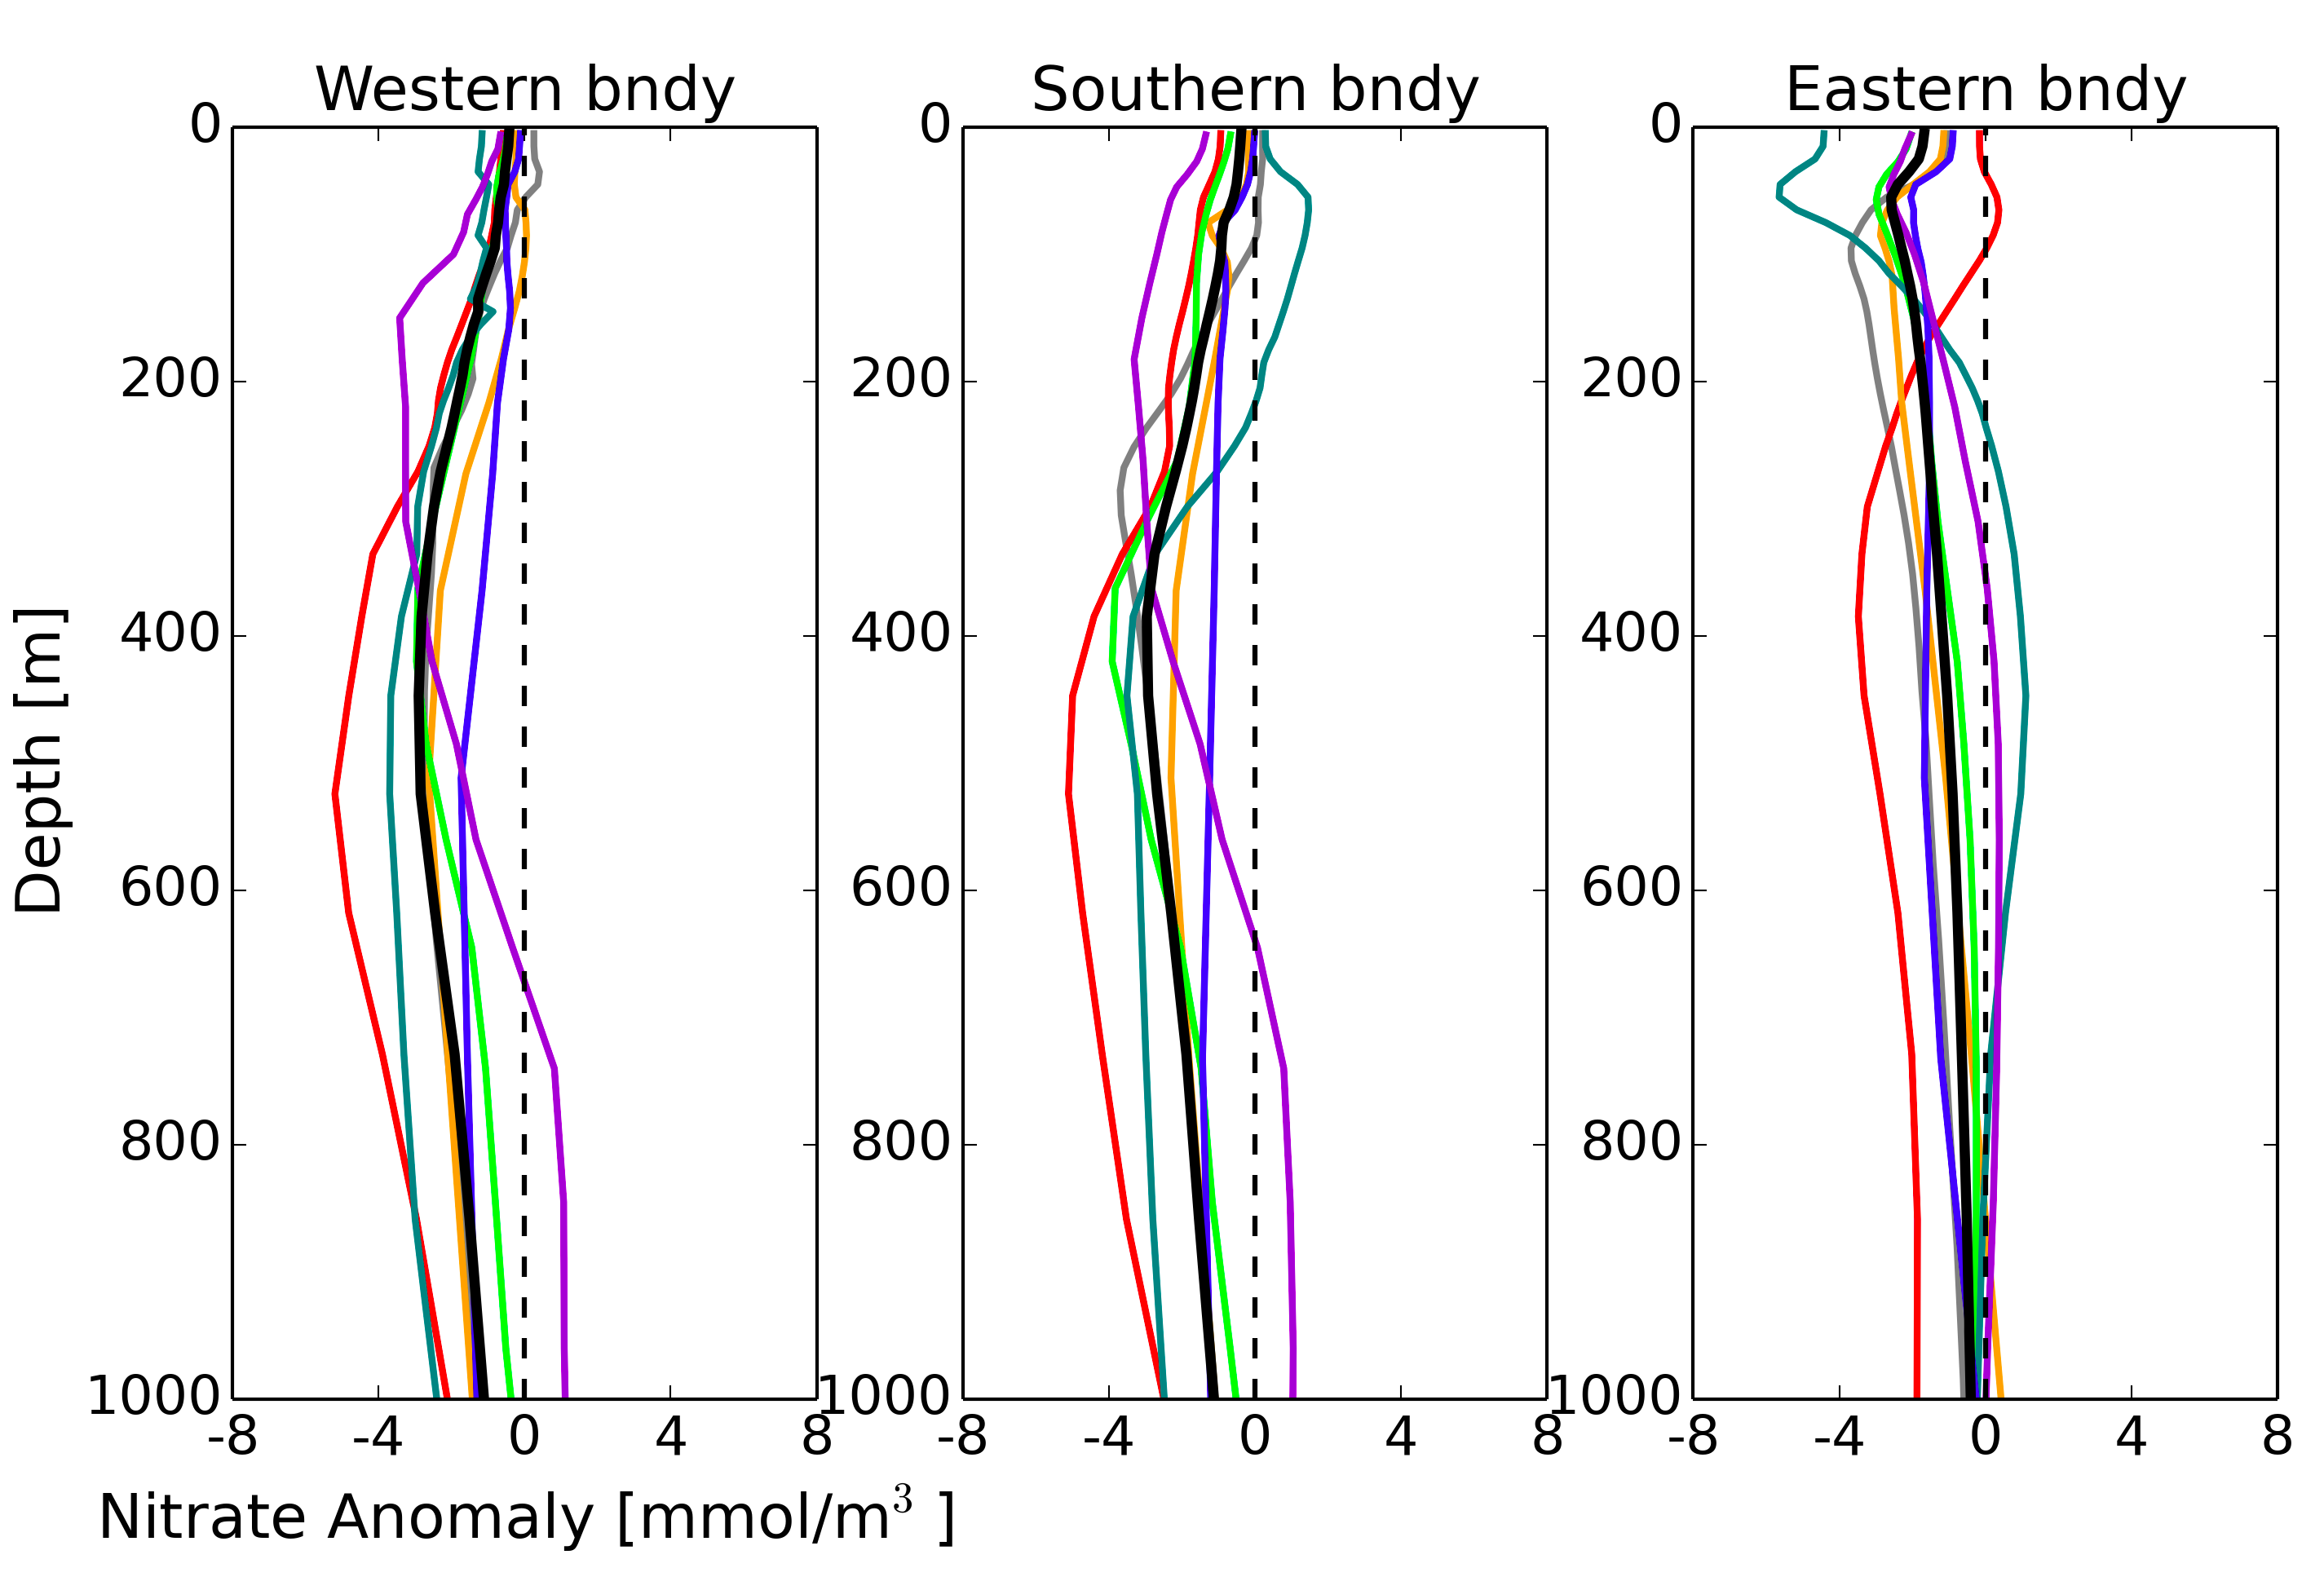 Western bndy Southern bndy Eastern bndy
0 0 0
200 200 200
400 400 400
600 600 600
800 800 800
1000 1000 1000
-8 -4 0 4 8 -8 -4 0 4 8 -8 -4 0 4 8
Depth [m]
Nitrate Anomaly [mmol/m³ ]